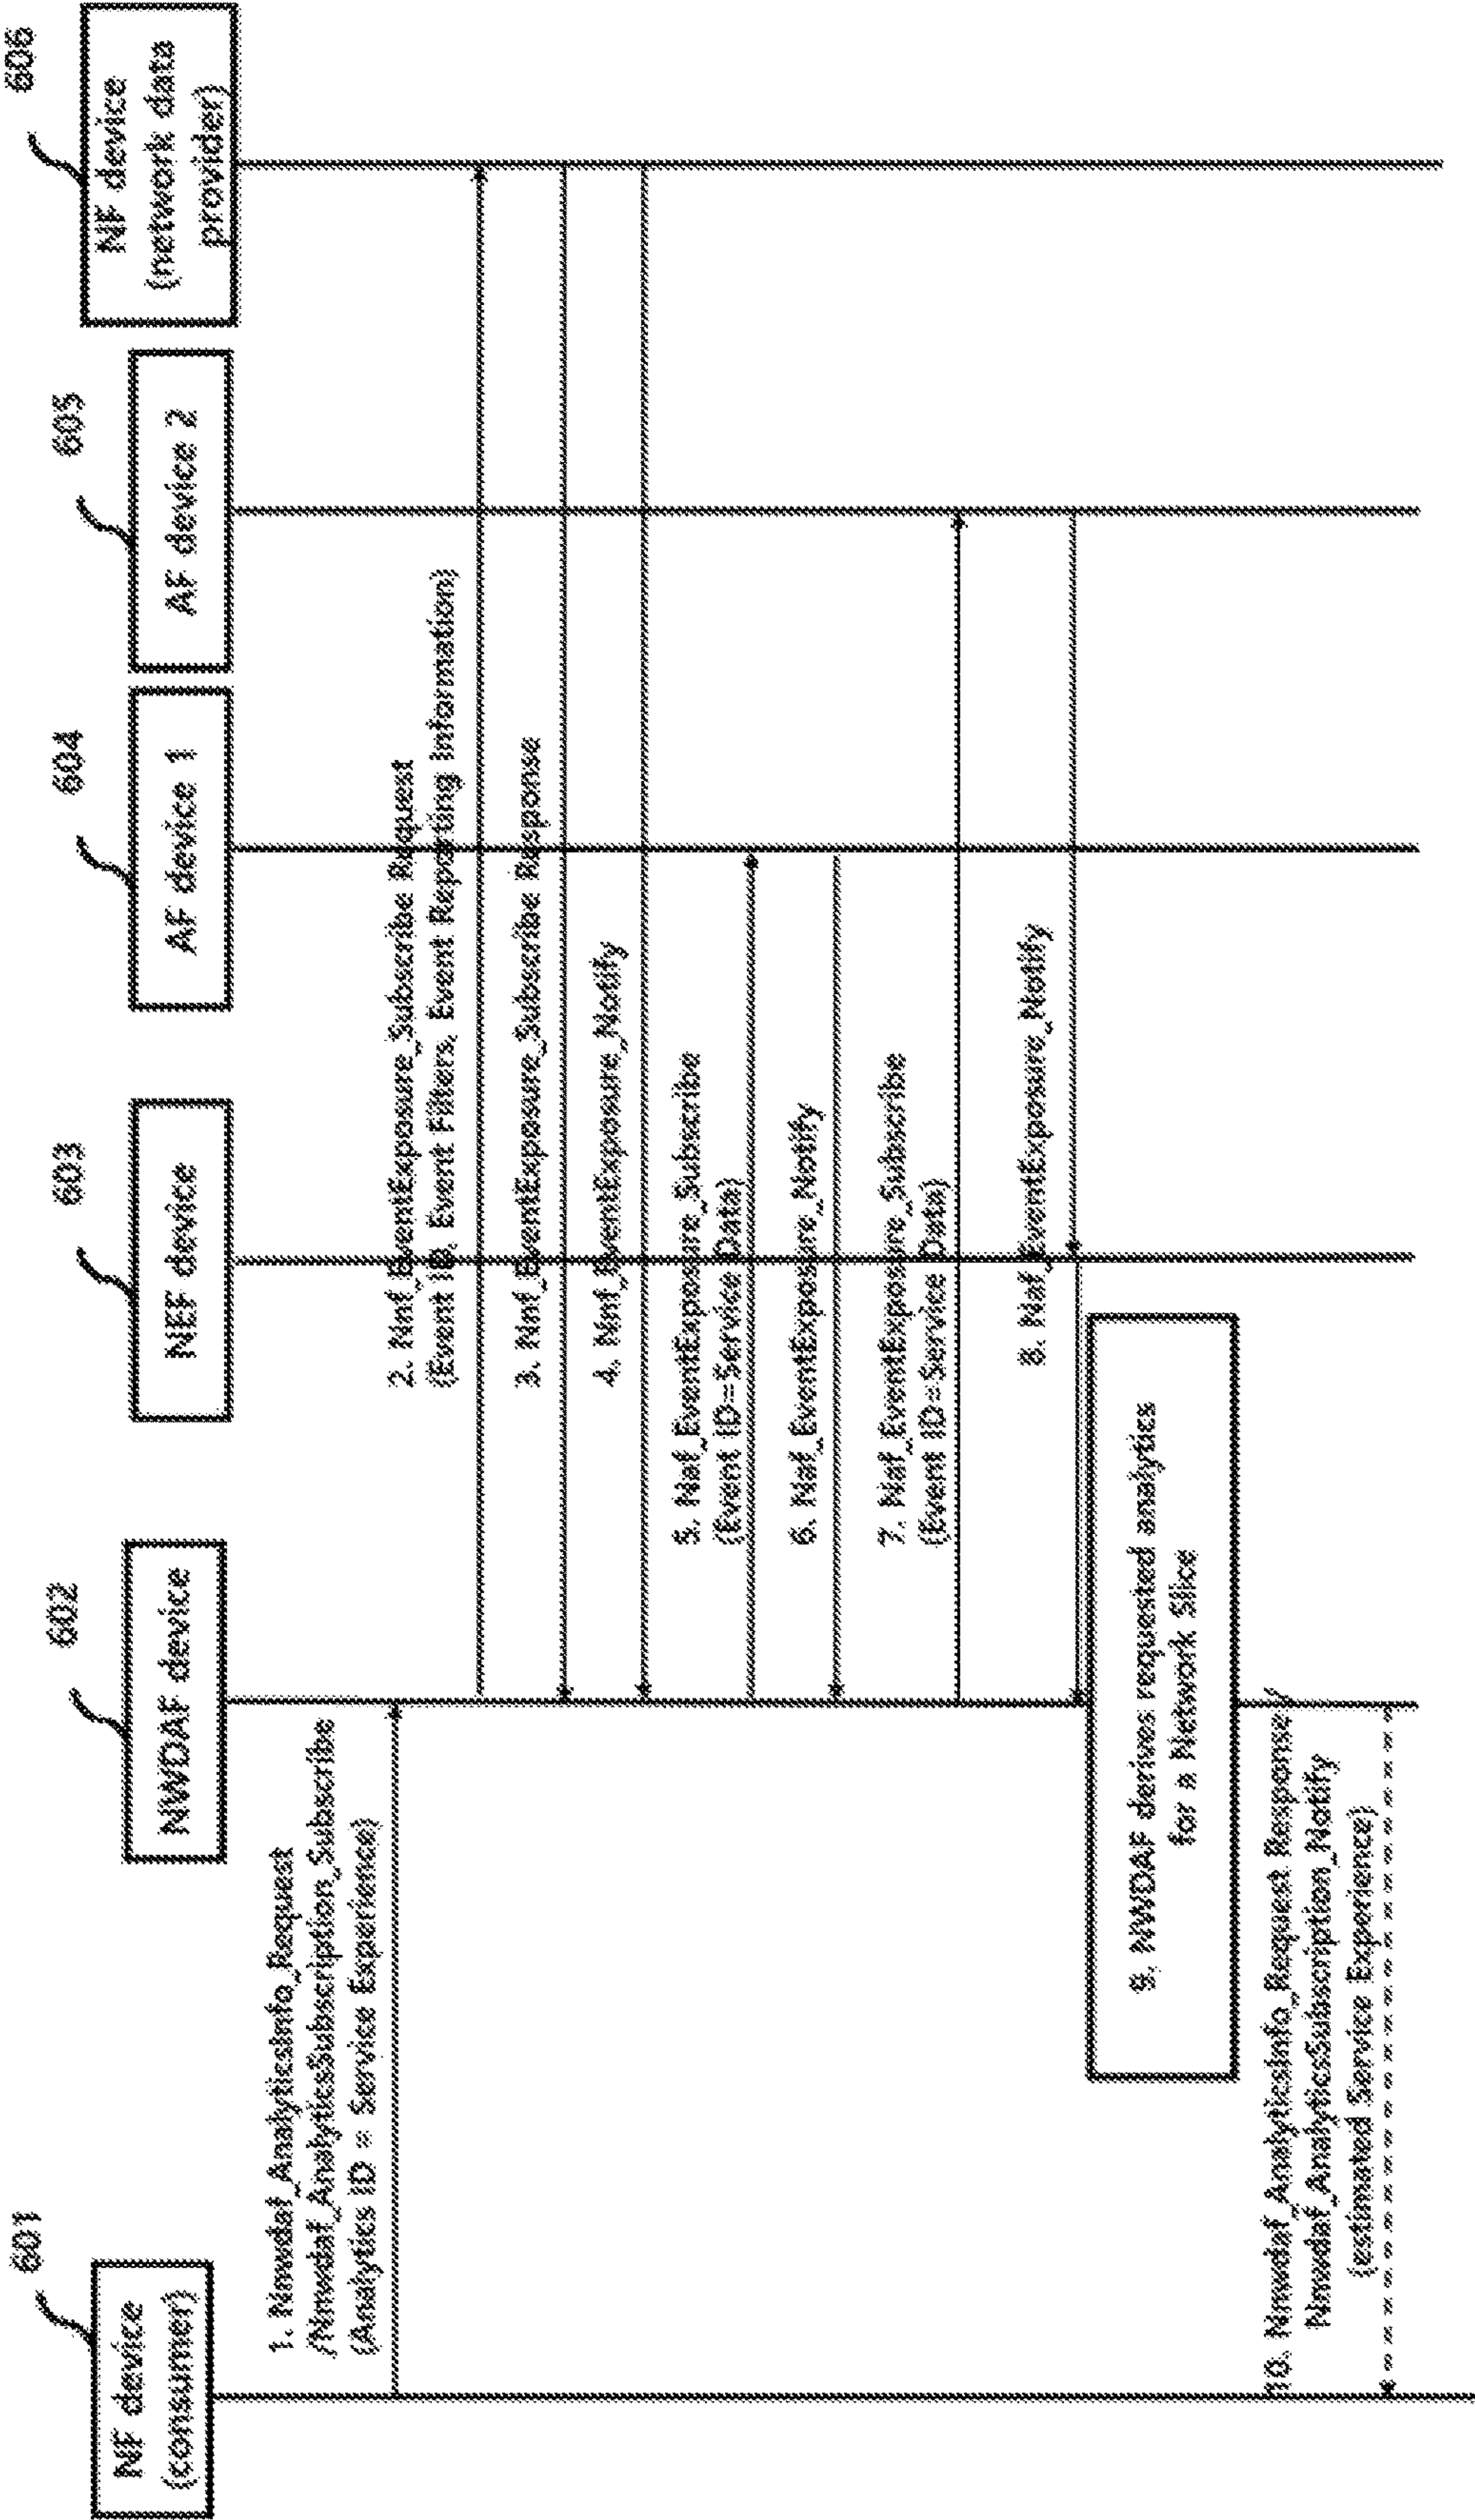 601
NF device
(consumer)
602
NWDAF device
603
NEF device
604
AF device 1
605
AF device 2
606
NF device
(network data
provider)
1. Nnwdaf_AnalyticsInfo_Request
/Nnwdaf_AnalyticsSubscription_Subscribe
(Analytics ID = Service Experience)
2. Nnf_EventExposure_Subscribe Request
(Event ID, Event Filters, Event Reporting Information)
3. Nnf_EventExposure_Subscribe Response
4. Nnf_EventExposure_Notify
5. Naf_EventExposure_Subscribe
(Event ID=Service Data)
6. Naf_EventExposure_Notify
7. Naf_EventExposure_Subscribe
(Event ID=Service Data)
8. Naf_EventExposure_Notify
9. NWDAF derives requested analytics
for a Network Slice
10. Nnwdaf_AnalyticsInfo_Request Response/
Nnwdaf_AnalyticsSubscription_Notify
(estimated Service Experience)